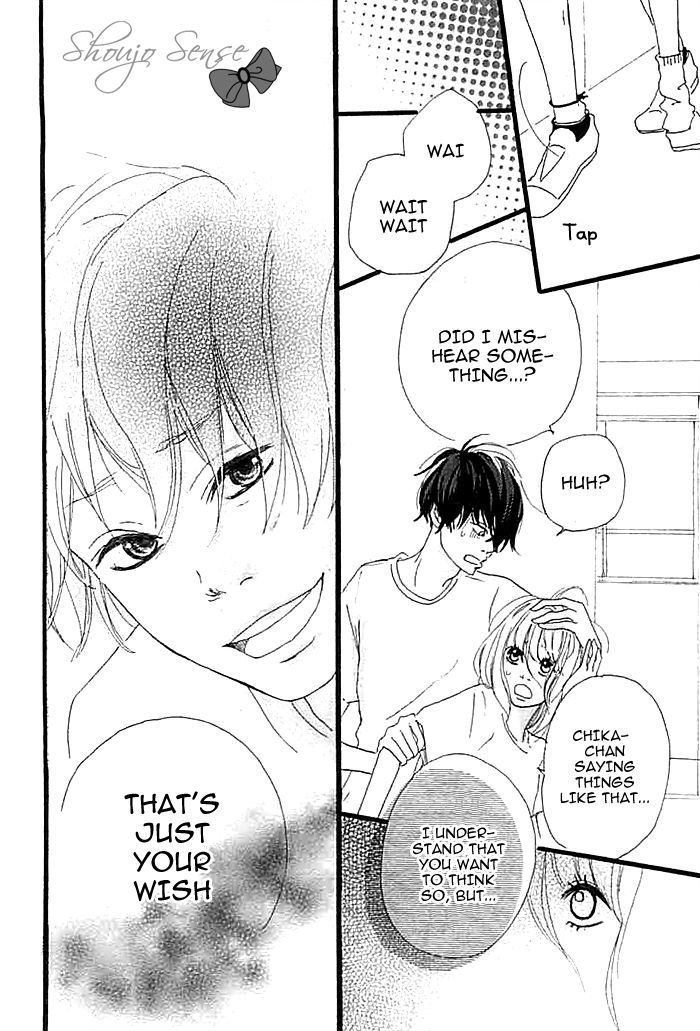 Shoujo Sense
Tap
WAI
WAIT
WAIT
DID I MIS-
HEAR SOME-
THING...?
HUH?
CHIKA-
CHAN
SAYING
THINGS
LIKE THAT...
I UNDER-
STAND THAT
YOU WANT
TO THINK
SO, BUT...
THAT'S
JUST
YOUR
WISH